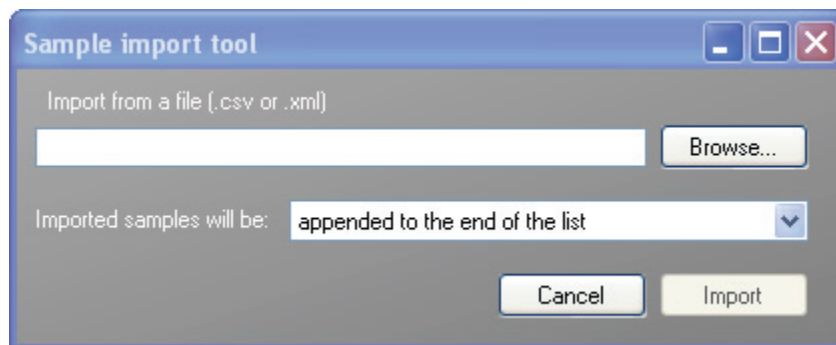 Sample import tool
Import from a file (.csv or .xml)
Browse...
Imported samples will be: appended to the end of the list
Cancel Import